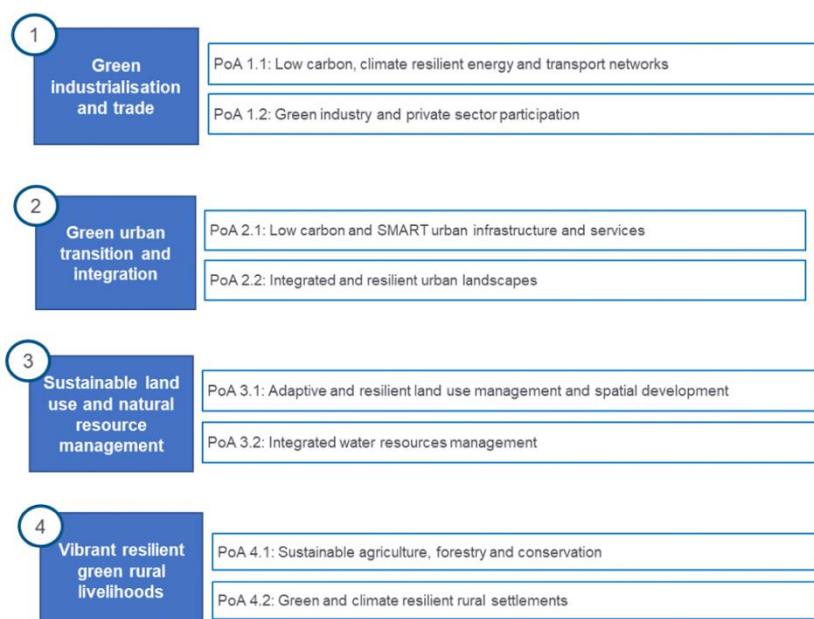 1
Green
industrialisation
and trade
PoA 1.1: Low carbon, climate resilient energy and transport networks
PoA 1.2: Green industry and private sector participation
2
Green urban
transition and
integration
PoA 2.1: Low carbon and SMART urban infrastructure and services
PoA 2.2: Integrated and resilient urban landscapes
3
Sustainable land
use and natural
resource
management
PoA 3.1: Adaptive and resilient land use management and spatial development
PoA 3.2: Integrated water resources management
4
Vibrant resilient
green rural
livelihoods
PoA 4.1: Sustainable agriculture, forestry and conservation
PoA 4.2: Green and climate resilient rural settlements